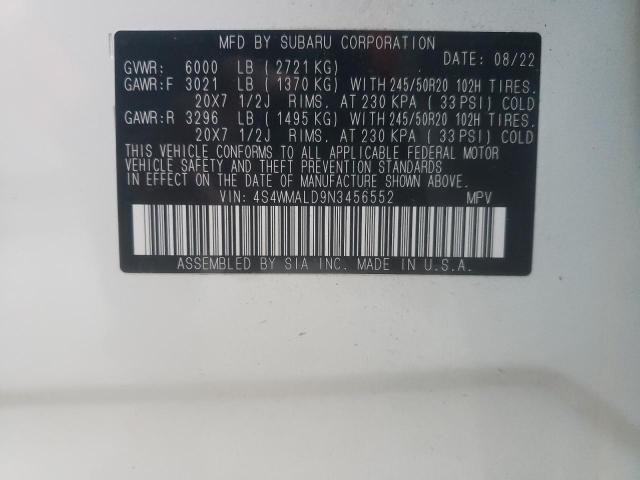 MFD BY SUBARU CORPORATION
DATE: 08/22
GVWR: 6000 LB ( 2721 KG)
GAWR:F 3021 LB ( 1370 KG) WITH 245/50R20 102H TIRES.
20X7 1/2J RIMS. AT 230 KPA ( 33 PSI) COLD
GAWR:R 3296 LB ( 1495 KG) WITH 245/50R20 102H TIRES.
20X7 1/2J RIMS. AT 230 KPA ( 33 PSI) COLD
THIS VEHICLE CONFORMS TO ALL APPLICABLE FEDERAL MOTOR
VEHICLE SAFETY AND THEFT PREVENTION STANDARDS
IN EFFECT ON THE DATE OF MANUFACTURE SHOWN ABOVE.
VIN: 4S4WMALD9N3456552 MPV
ASSEMBLED BY SIA INC. MADE IN U.S.A.